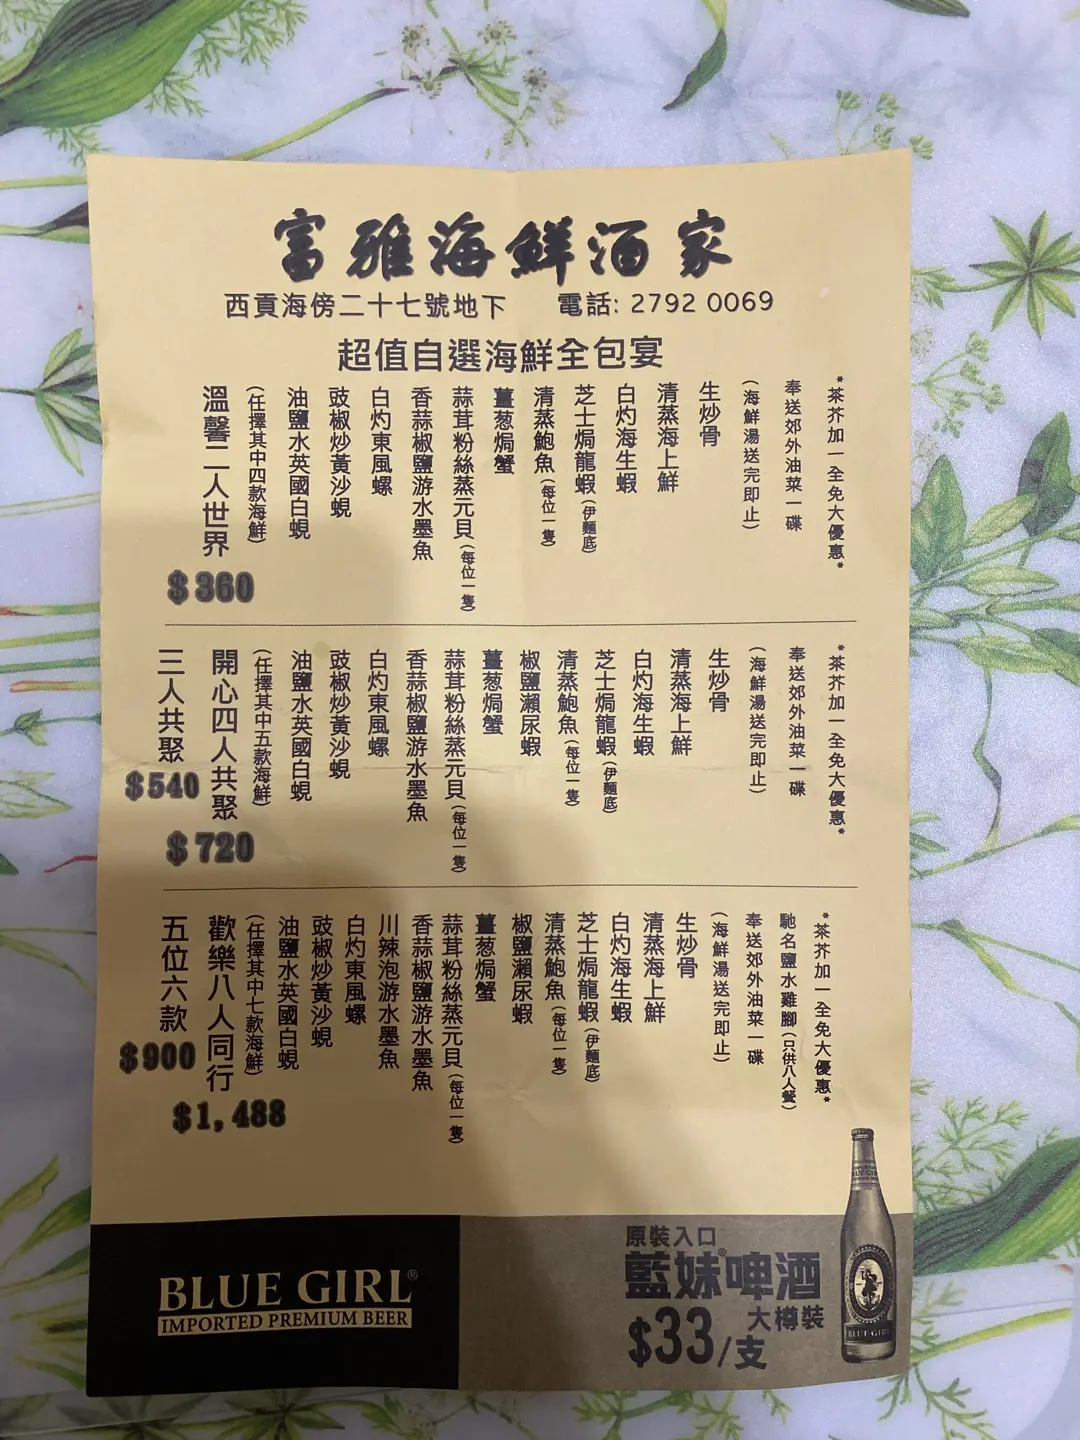 富雅海鮮酒家
西貢海傍二十七號地下 電話: 2792 0069
超值自選海鮮全包宴
*茶芥加一全免大優惠*
奉送郊外油菜一碟
(海鮮湯送完即止)
生炒骨
清蒸海上鮮
白灼海生蝦
芝士焗龍蝦(伊麵底)
清蒸鮑魚(每位一隻)
薑葱焗蟹
蒜茸粉絲蒸元貝(每位一隻)
香蒜椒鹽游水墨魚
白灼東風螺
豉椒炒黃沙蜆
油鹽水英國白蜆
(任擇其中四款海鮮)
溫馨二人世界
$360
*茶芥加一全免大優惠*
奉送郊外油菜一碟
(海鮮湯送完即止)
生炒骨
清蒸海上鮮
白灼海生蝦
芝士焗龍蝦(伊麵底)
清蒸鮑魚(每位一隻)
椒鹽瀨尿蝦
薑葱焗蟹
蒜茸粉絲蒸元貝(每位一隻)
香蒜椒鹽游水墨魚
白灼東風螺
豉椒炒黃沙蜆
油鹽水英國白蜆
(任擇其中五款海鮮)
開心四人共聚
$720
三人共聚
$540
*茶芥加一全免大優惠*
馳名鹽水雞腳(只供八人餐)
奉送郊外油菜一碟
(海鮮湯送完即止)
生炒骨
清蒸海上鮮
白灼海生蝦
芝士焗龍蝦(伊麵底)
清蒸鮑魚(每位一隻)
椒鹽瀨尿蝦
薑葱焗蟹
蒜茸粉絲蒸元貝(每位一隻)
香蒜椒鹽游水墨魚
川辣泡游水墨魚
白灼東風螺
豉椒炒黃沙蜆
油鹽水英國白蜆
(任擇其中七款海鮮)
歡樂八人同行
$1,488
五位六款
$900
BLUE GIRL®
IMPORTED PREMIUM BEER
原裝入口
藍妹®啤酒
大樽裝
$33/支
BLUE GIRL